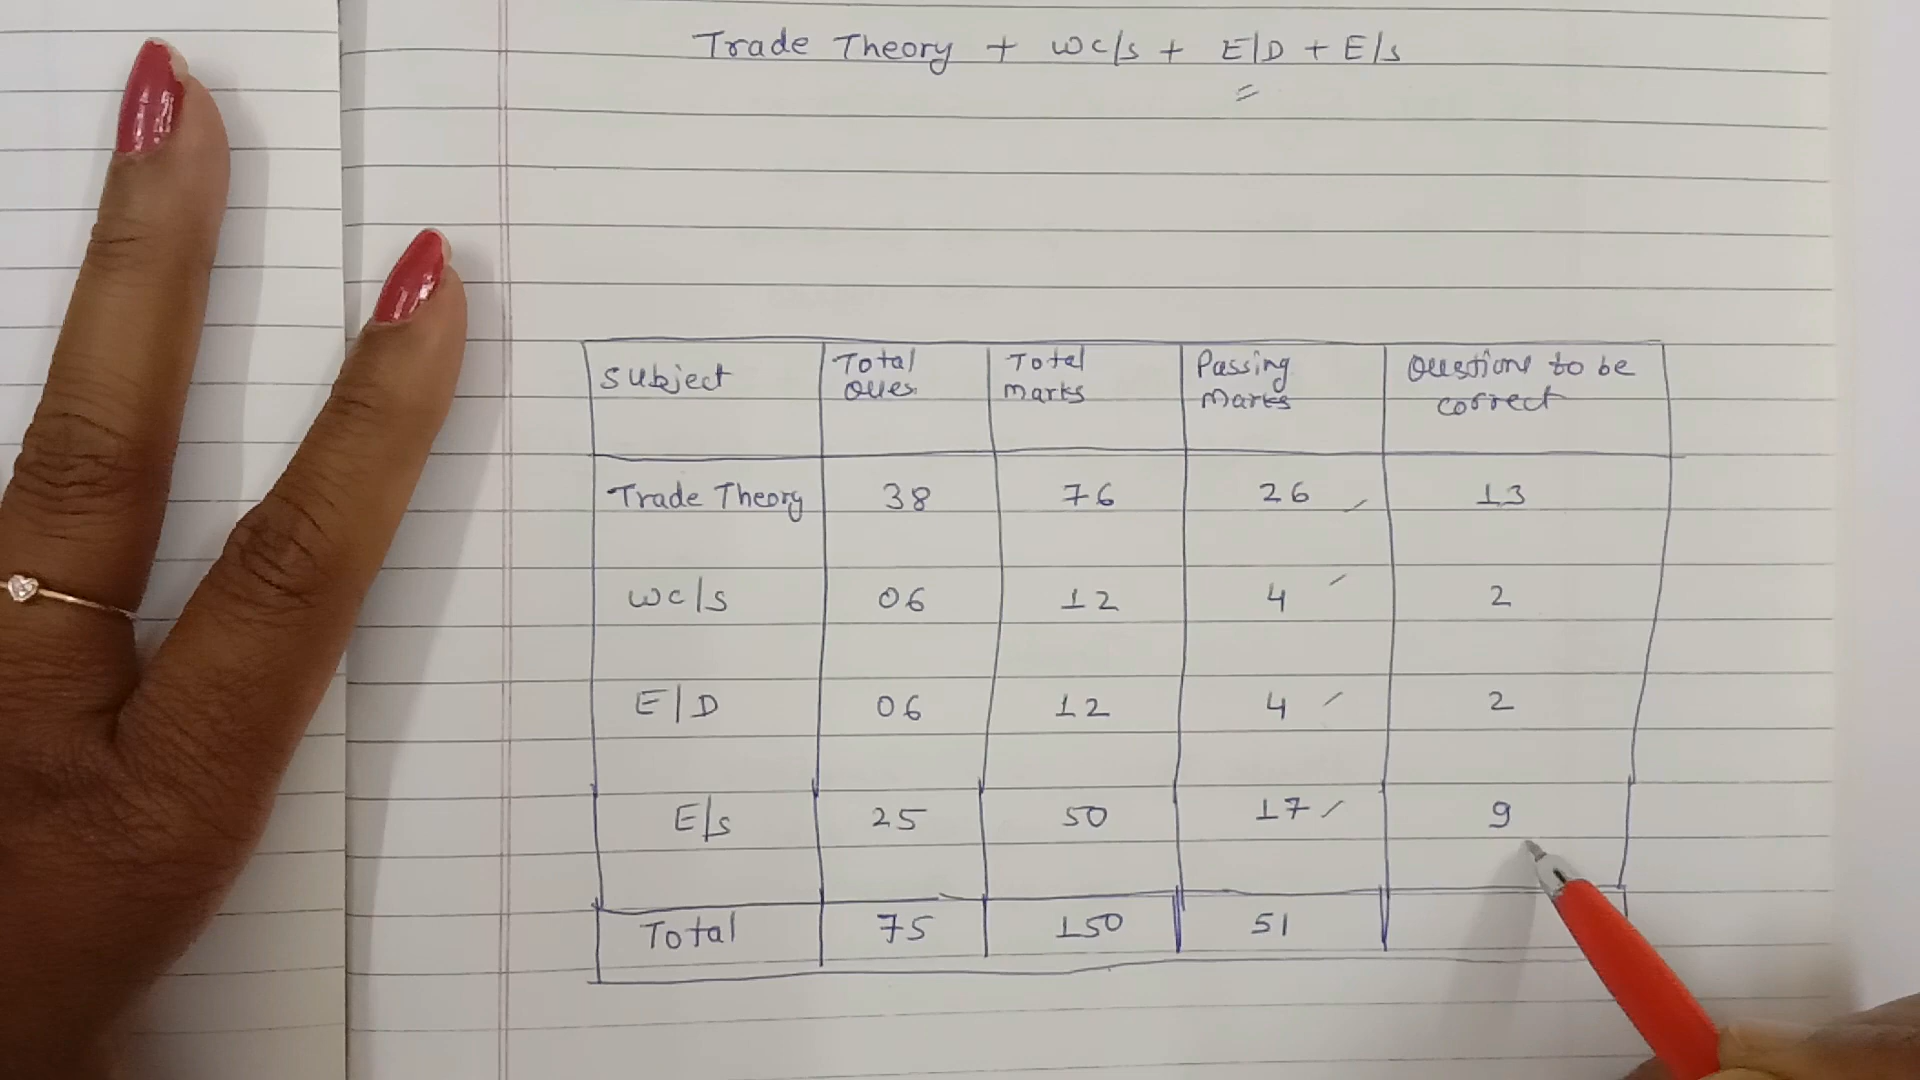 Trade Theory + WC/S + E/D + E/S
Subject Total Ques. Total Marks Passing Marks Questions to be correct
Trade Theory 38 76 26 13
WC/S 06 12 4 2
E/D 06 12 4 2
E/S 25 50 17 9
Total 75 150 51